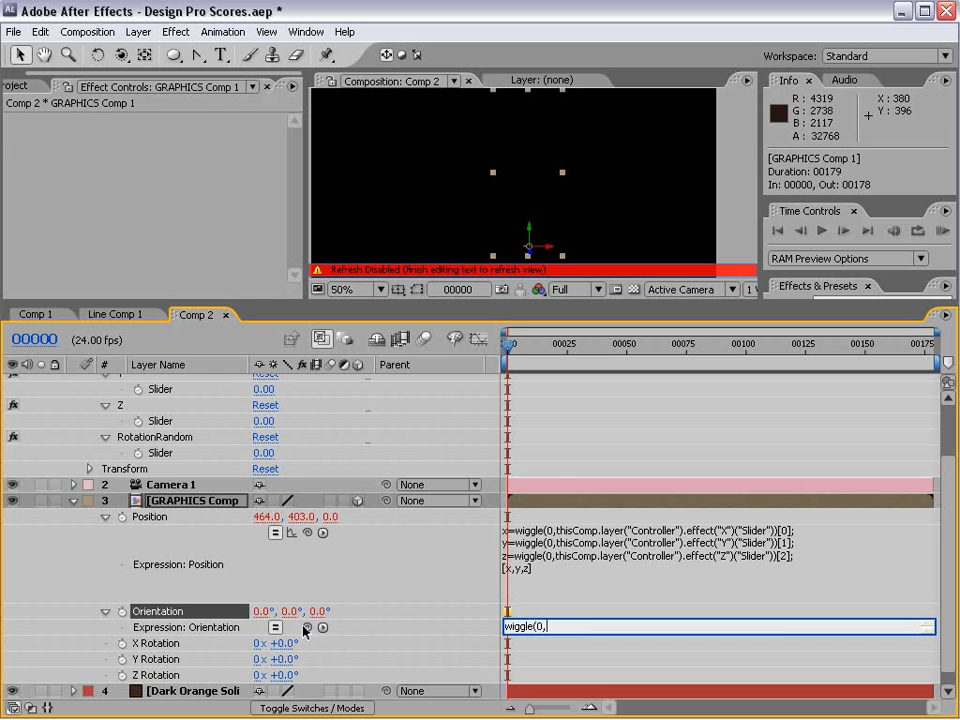 Adobe After Effects - Design Pro Scores.aep *
File Edit Composition Layer Effect Animation View Window Help
Workspace: Standard
Effect Controls: GRAPHICS Comp 1
Comp 2 * GRAPHICS Comp 1
Composition: Comp 2 Layer: (none)
Info Audio
R : 4319
G : 2738
B : 2117
A : 32768
X : 380
Y : 396
[GRAPHICS Comp 1]
Duration: 00179
In: 00000, Out: 00178
Time Controls
RAM Preview Options
Effects & Presets
Refresh Disabled (finish editing text to refresh view)
50% 00000 Full Active Camera 1
Comp 1 Line Comp 1 Comp 2
00000 (24.00 fps)
# Layer Name Parent
00025 00050 00075 00100 00125 00150 00175
Slider 0.00
Z Reset
Slider 0.00
RotationRandom Reset
Slider 0.00
Transform Reset
2 Camera 1 None
3 [GRAPHICS Comp None
Position 464.0, 403.0, 0.0
Expression: Position
x=wiggle(0,thisComp.layer("Controller").effect("X")("Slider"))[0];
y=wiggle(0,thisComp.layer("Controller").effect("Y")("Slider"))[1];
z=wiggle(0,thisComp.layer("Controller").effect("Z")("Slider"))[2];
[x,y,z]
Orientation 0.0°, 0.0°, 0.0°
Expression: Orientation
wiggle(0,
X Rotation 0 x +0.0°
Y Rotation 0 x +0.0°
Z Rotation 0 x +0.0°
4 [Dark Orange Soli None
Toggle Switches / Modes